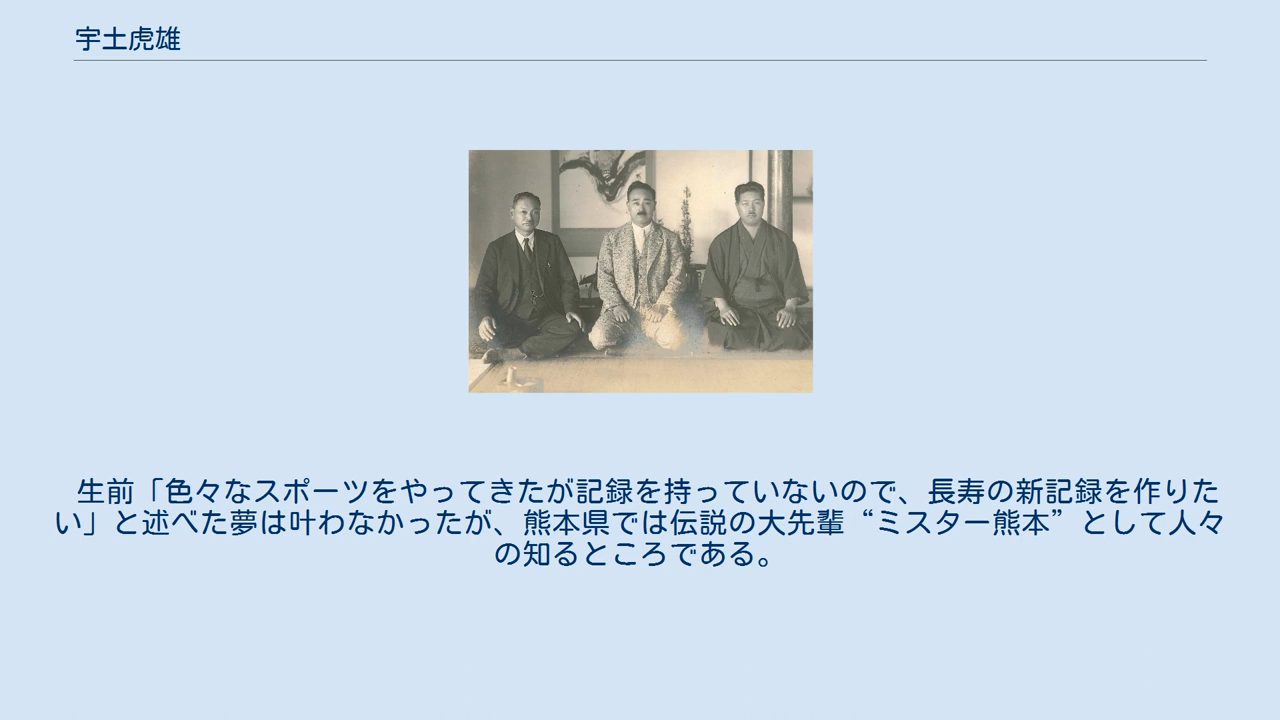 宇土虎雄
生前「色々なスポーツをやってきたが記録を持っていないので、長寿の新記録を作りた
い」と述べた夢は叶わなかったが、熊本県では伝説の大先輩“ミスター熊本”として人々
の知るところである。